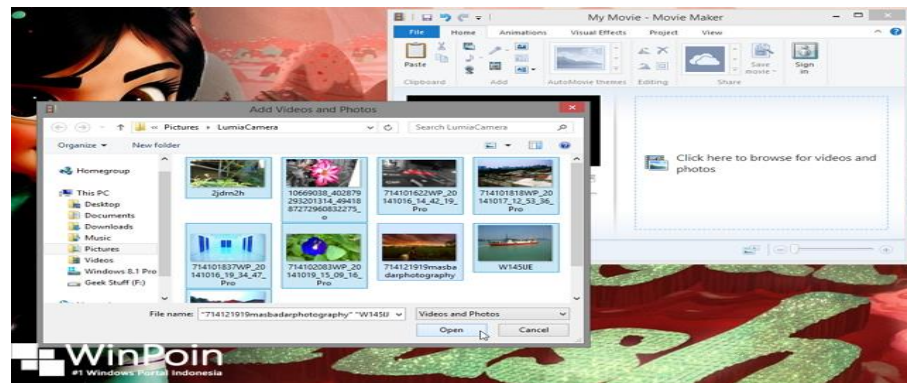 My Movie - Movie Maker
File Home Animations Visual Effects Project View
Paste
Save movie
Sign in
Clipboard Add AutoMovie themes Editing Share
Click here to browse for videos and photos
Add Videos and Photos
« Pictures LumiaCamera
Search LumiaCamera
Organize New folder
Homegroup
This PC
Desktop
Documents
Downloads
Music
Pictures
Videos
Windows 8.1 Pro
Geek Stuff (F:)
2jdrn2h
10669038_402879
293201314_49418
87272960832275_
o
714101622WP_20
141016_14_42_19_
Pro
714101818WP_20
141017_12_53_36_
Pro
714101837WP_20
141016_19_34_47_
Pro
714102083WP_20
141019_15_09_16_
Pro
714121919masba
darphotography
W145UE
File name: "714121919masbadarphotography" "W145U
Videos and Photos
Open Cancel
WinPoin
#1 Windows Portal Indonesia